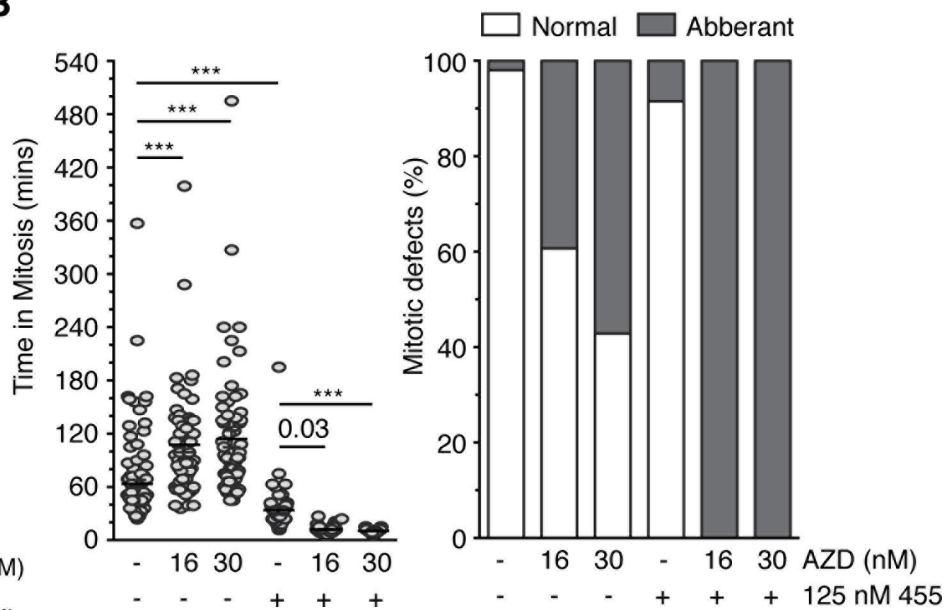 B
Normal Abberant
Time in Mitosis (mins)
540
480
420
360
300
240
180
120
60
0
***
***
***
***
0.03
- 16 30 - 16 30
- - - + + +
M)
Mitotic defects (%)
100
80
60
40
20
0
- 16 30 - 16 30 AZD (nM)
- - - + + + 125 nM 455